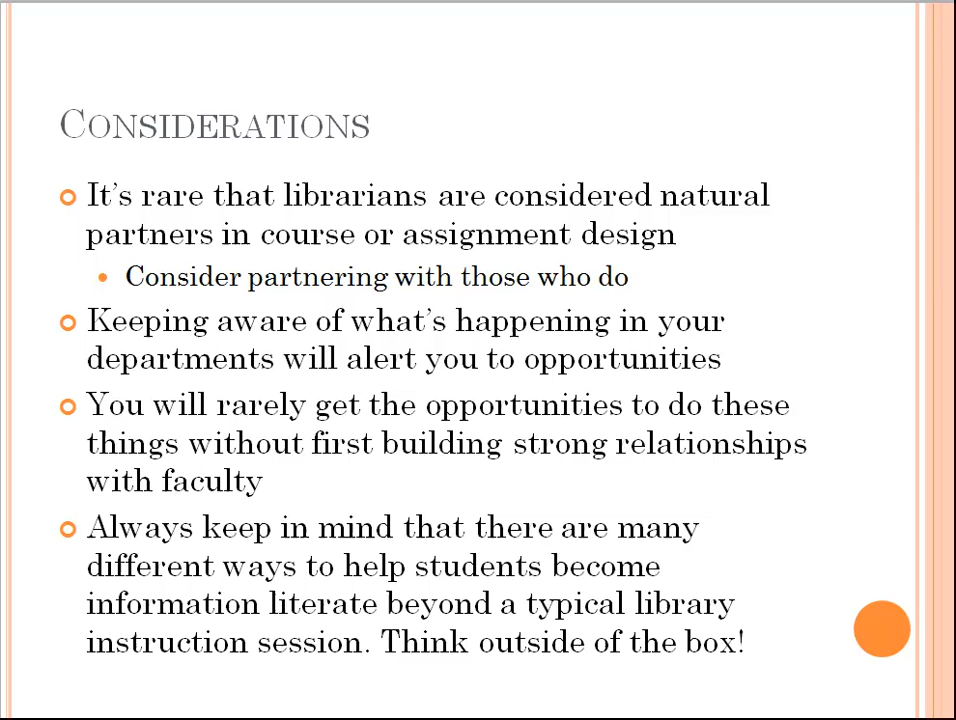 Considerations
It's rare that librarians are considered natural
partners in course or assignment design
Consider partnering with those who do
Keeping aware of what's happening in your
departments will alert you to opportunities
You will rarely get the opportunities to do these
things without first building strong relationships
with faculty
Always keep in mind that there are many
different ways to help students become
information literate beyond a typical library
instruction session. Think outside of the box!